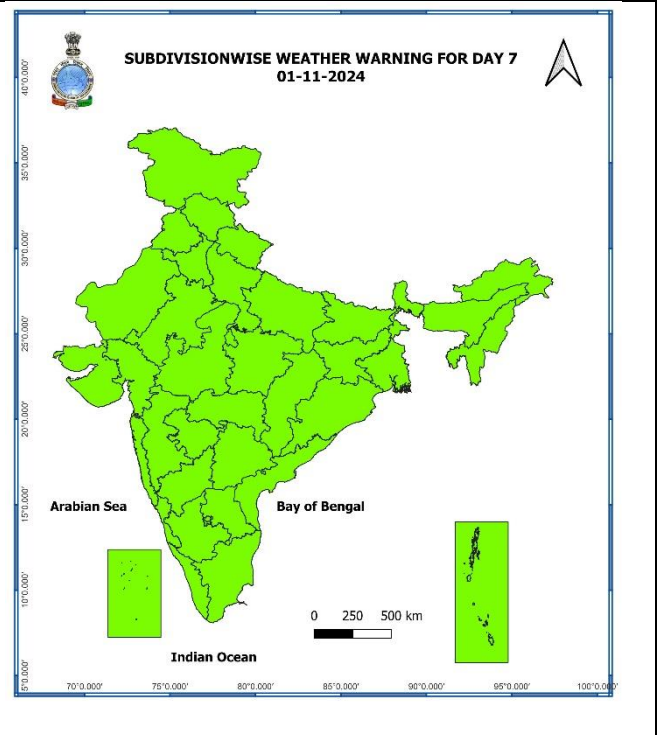 SUBDIVISIONWISE WEATHER WARNING FOR DAY 7
01-11-2024
40°0.000'
35°0.000'
30°0.000'
25°0.000'
20°0.000'
15°0.000'
10°0.000'
5°0.000'
Arabian Sea
Bay of Bengal
0 250 500 km
Indian Ocean
70°0.000' 75°0.000' 80°0.000' 85°0.000' 90°0.000' 95°0.000' 100°0.000'